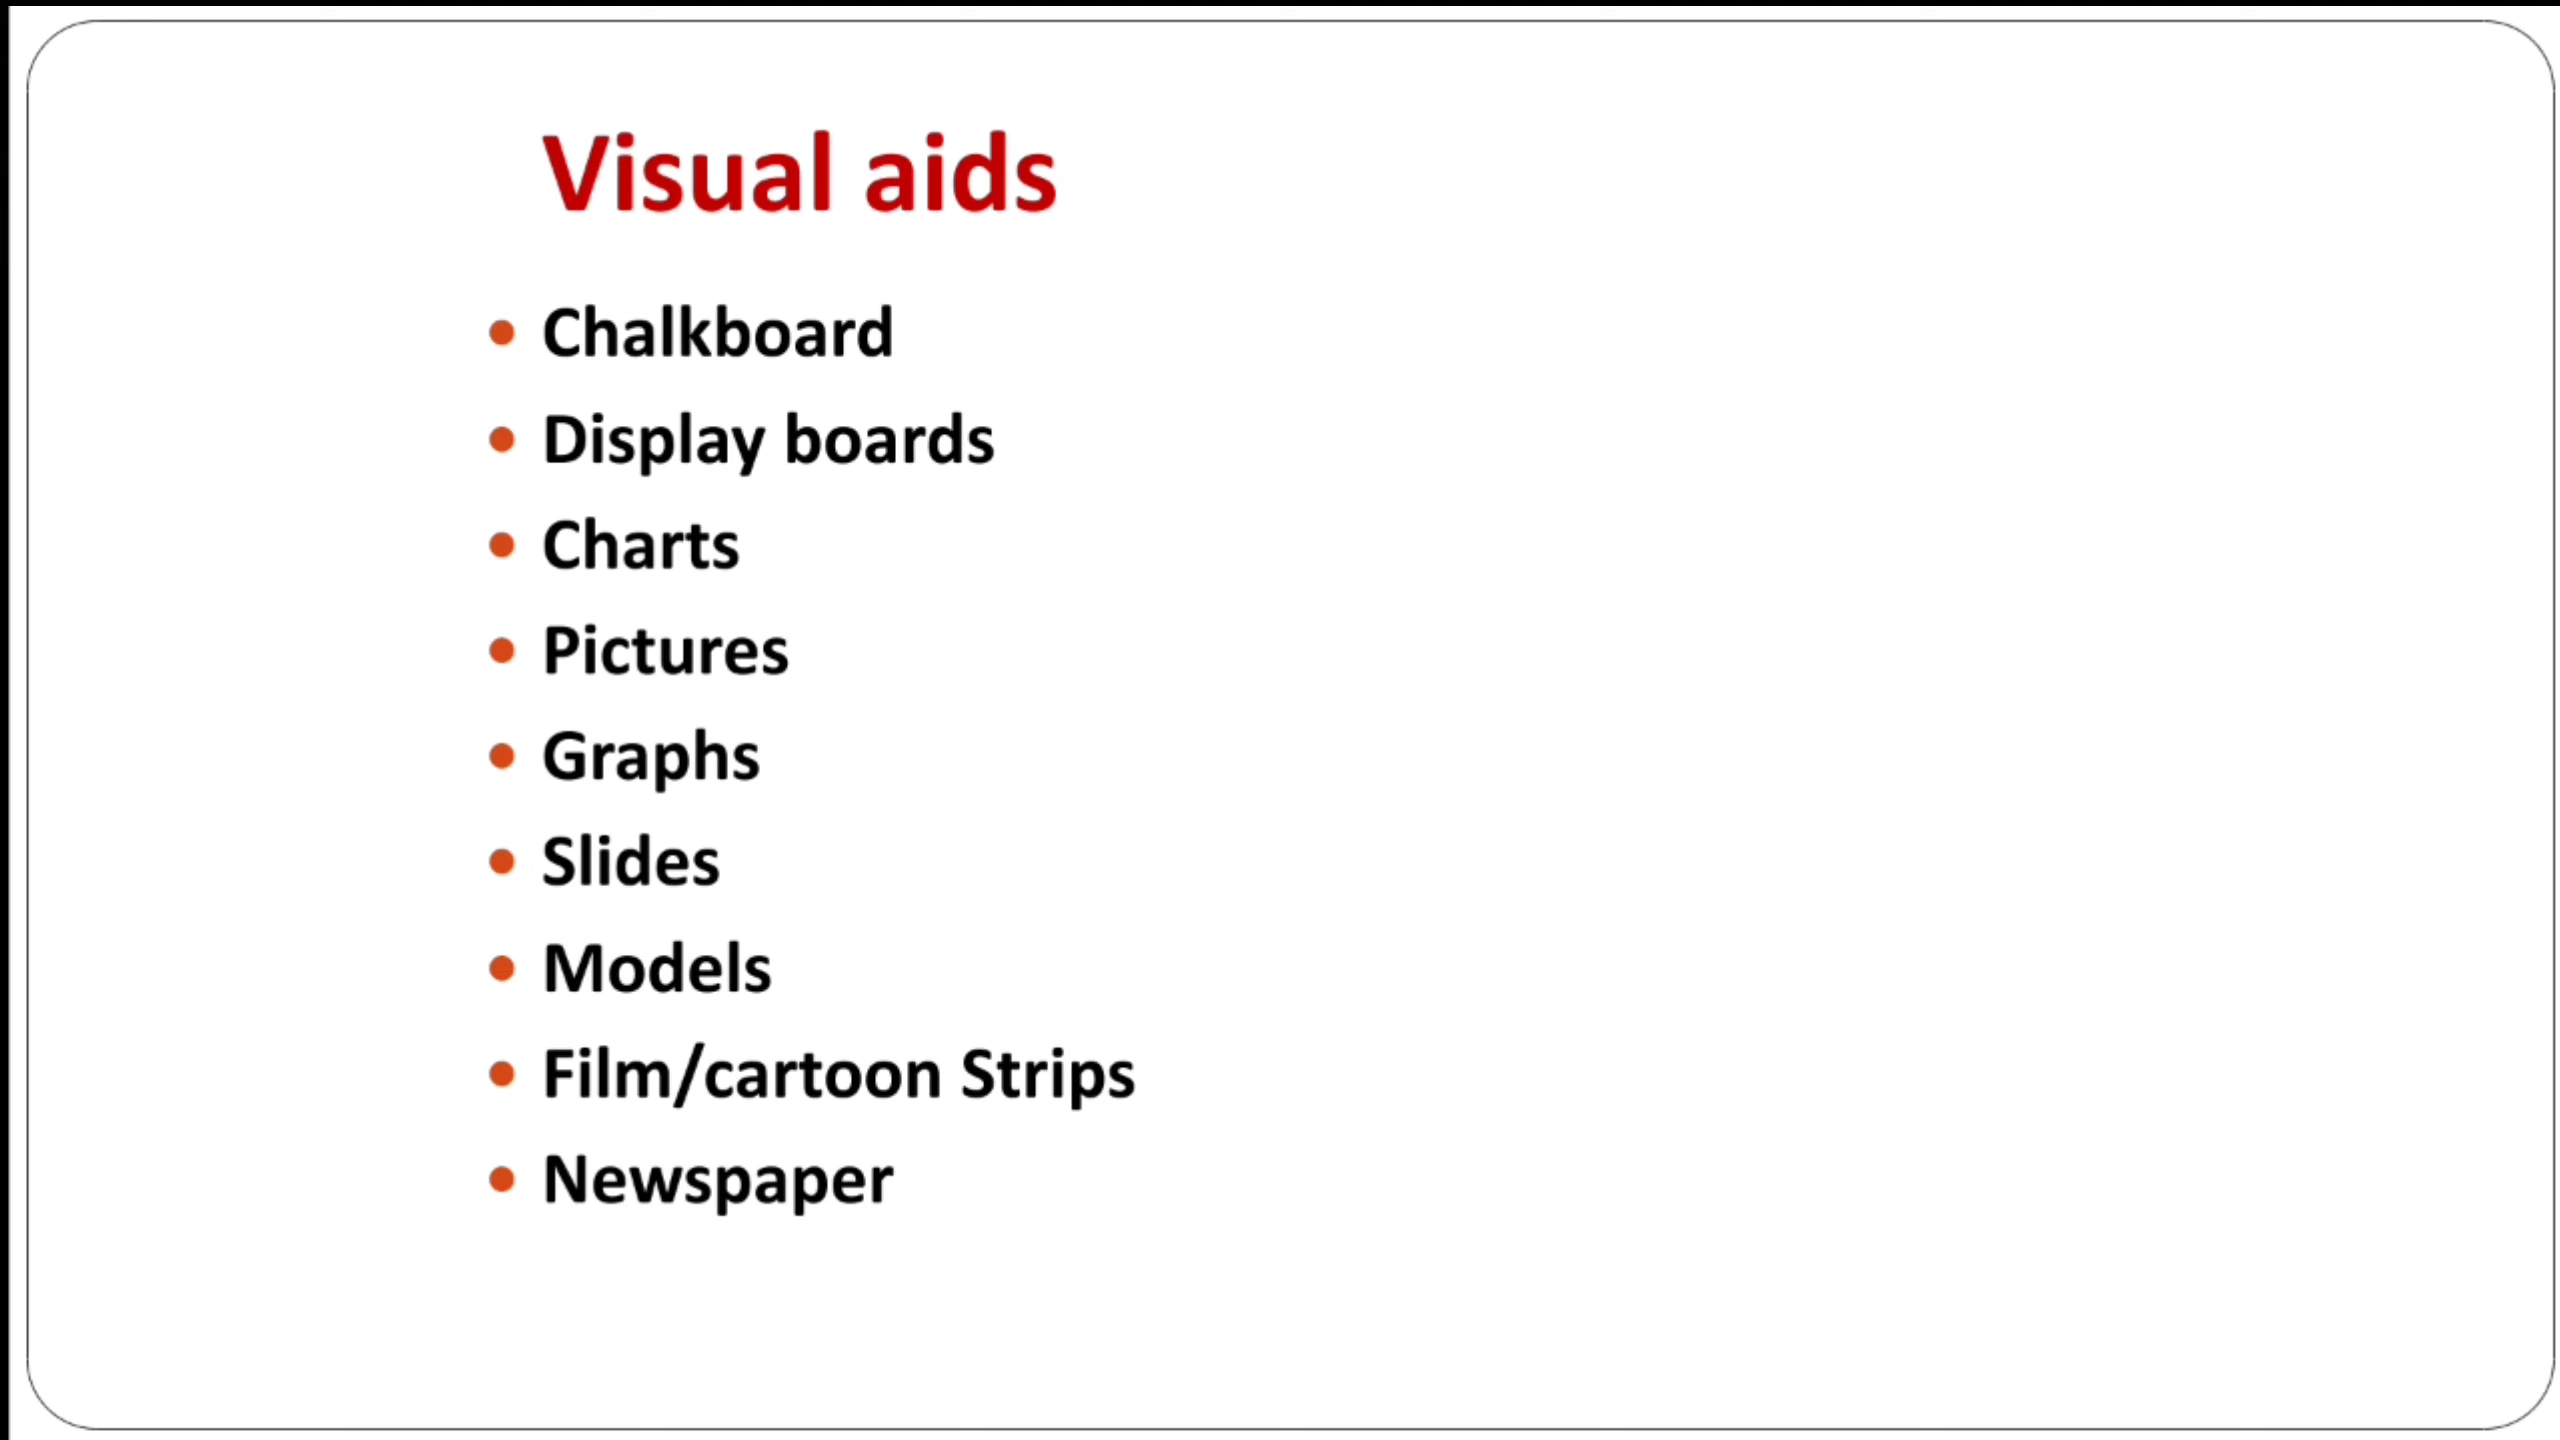 Visual aids
• Chalkboard
• Display boards
• Charts
• Pictures
• Graphs
• Slides
• Models
• Film/cartoon Strips
• Newspaper